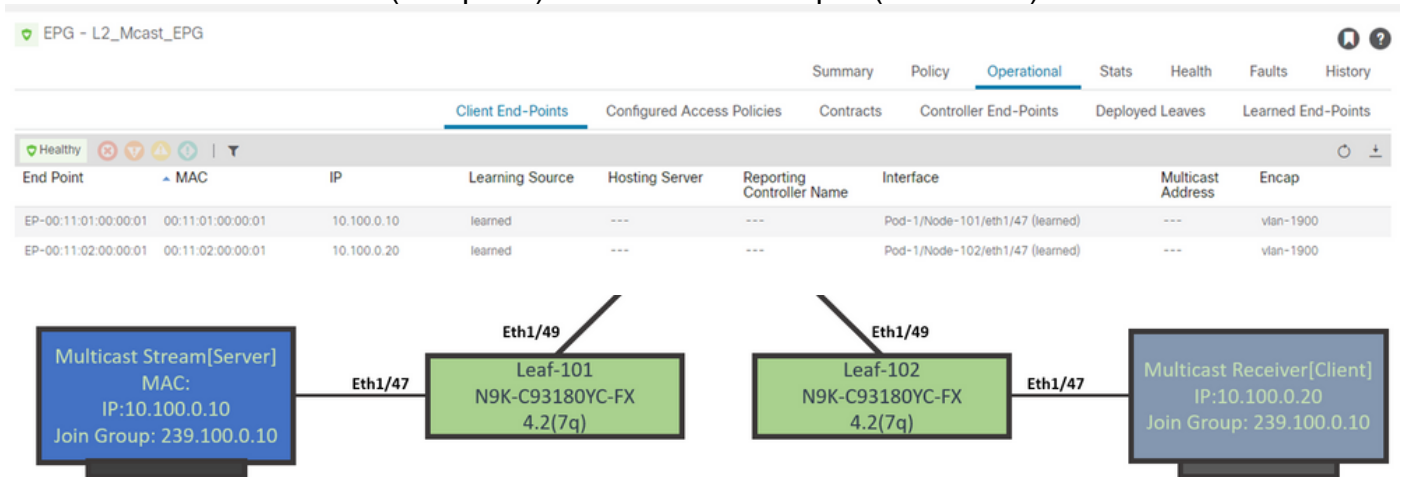 EPG - L2_Mcast_EPG
Summary Policy Operational Stats Health Faults History
Client End-Points Configured Access Policies Contracts Controller End-Points Deployed Leaves Learned End-Points
Healthy
End Point MAC IP Learning Source Hosting Server Reporting Controller Name Interface Multicast Address Encap
EP-00:11:01:00:00:01 00:11:01:00:00:01 10.100.0.10 learned --- --- Pod-1/Node-101/eth1/47 (learned) --- vlan-1900
EP-00:11:02:00:00:01 00:11:02:00:00:01 10.100.0.20 learned --- --- Pod-1/Node-102/eth1/47 (learned) --- vlan-1900
Eth1/49
Eth1/49
Multicast Stream[Server]
MAC:
IP:10.100.0.10
Join Group: 239.100.0.10
Eth1/47
Leaf-101
N9K-C93180YC-FX
4.2(7q)
Leaf-102
N9K-C93180YC-FX
4.2(7q)
Eth1/47
Multicast Receiver[Client]
IP:10.100.0.20
Join Group: 239.100.0.10